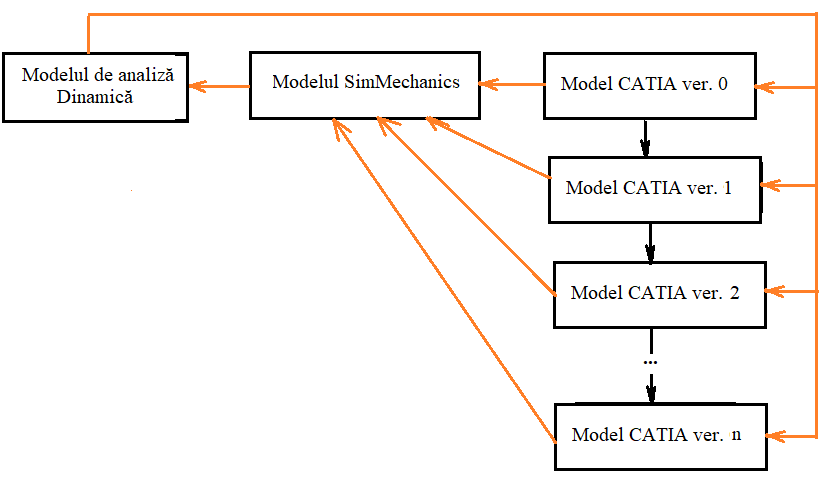 Modelul de analiză
Dinamică
Modelul SimMechanics
Model CATIA ver. 0
Model CATIA ver. 1
Model CATIA ver. 2
...
Model CATIA ver. n